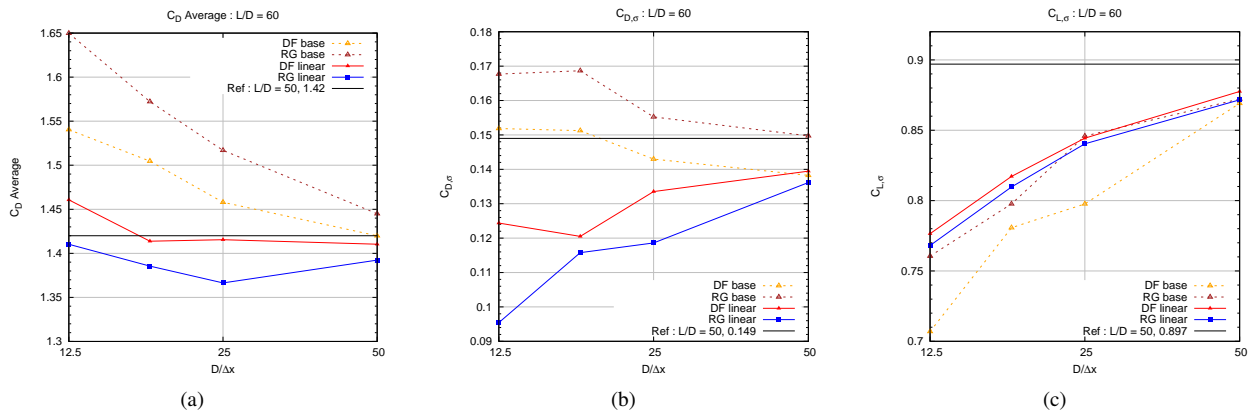 C_D Average : L/D = 60
1.65
1.6
1.55
1.5
1.45
1.4
1.35
1.3
C_D Average
12.5
25
50
D/Δx
DF base
RG base
DF linear
RG linear
Ref : L/D = 50, 1.42
(a)
C_D,σ : L/D = 60
0.18
0.17
0.16
0.15
0.14
0.13
0.12
0.11
0.1
0.09
C_D,σ
12.5
25
50
D/Δx
DF base
RG base
DF linear
RG linear
Ref : L/D = 50, 0.149
(b)
C_L,σ : L/D = 60
0.9
0.85
0.8
0.75
0.7
C_L,σ
12.5
25
50
D/Δx
DF base
RG base
DF linear
RG linear
Ref : L/D = 50, 0.897
(c)